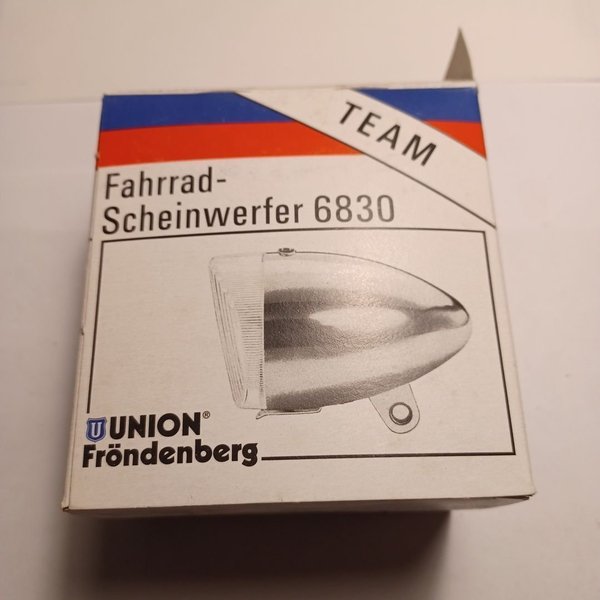 TEAM
Fahrrad-
Scheinwerfer 6830
U UNION®
Fröndenberg